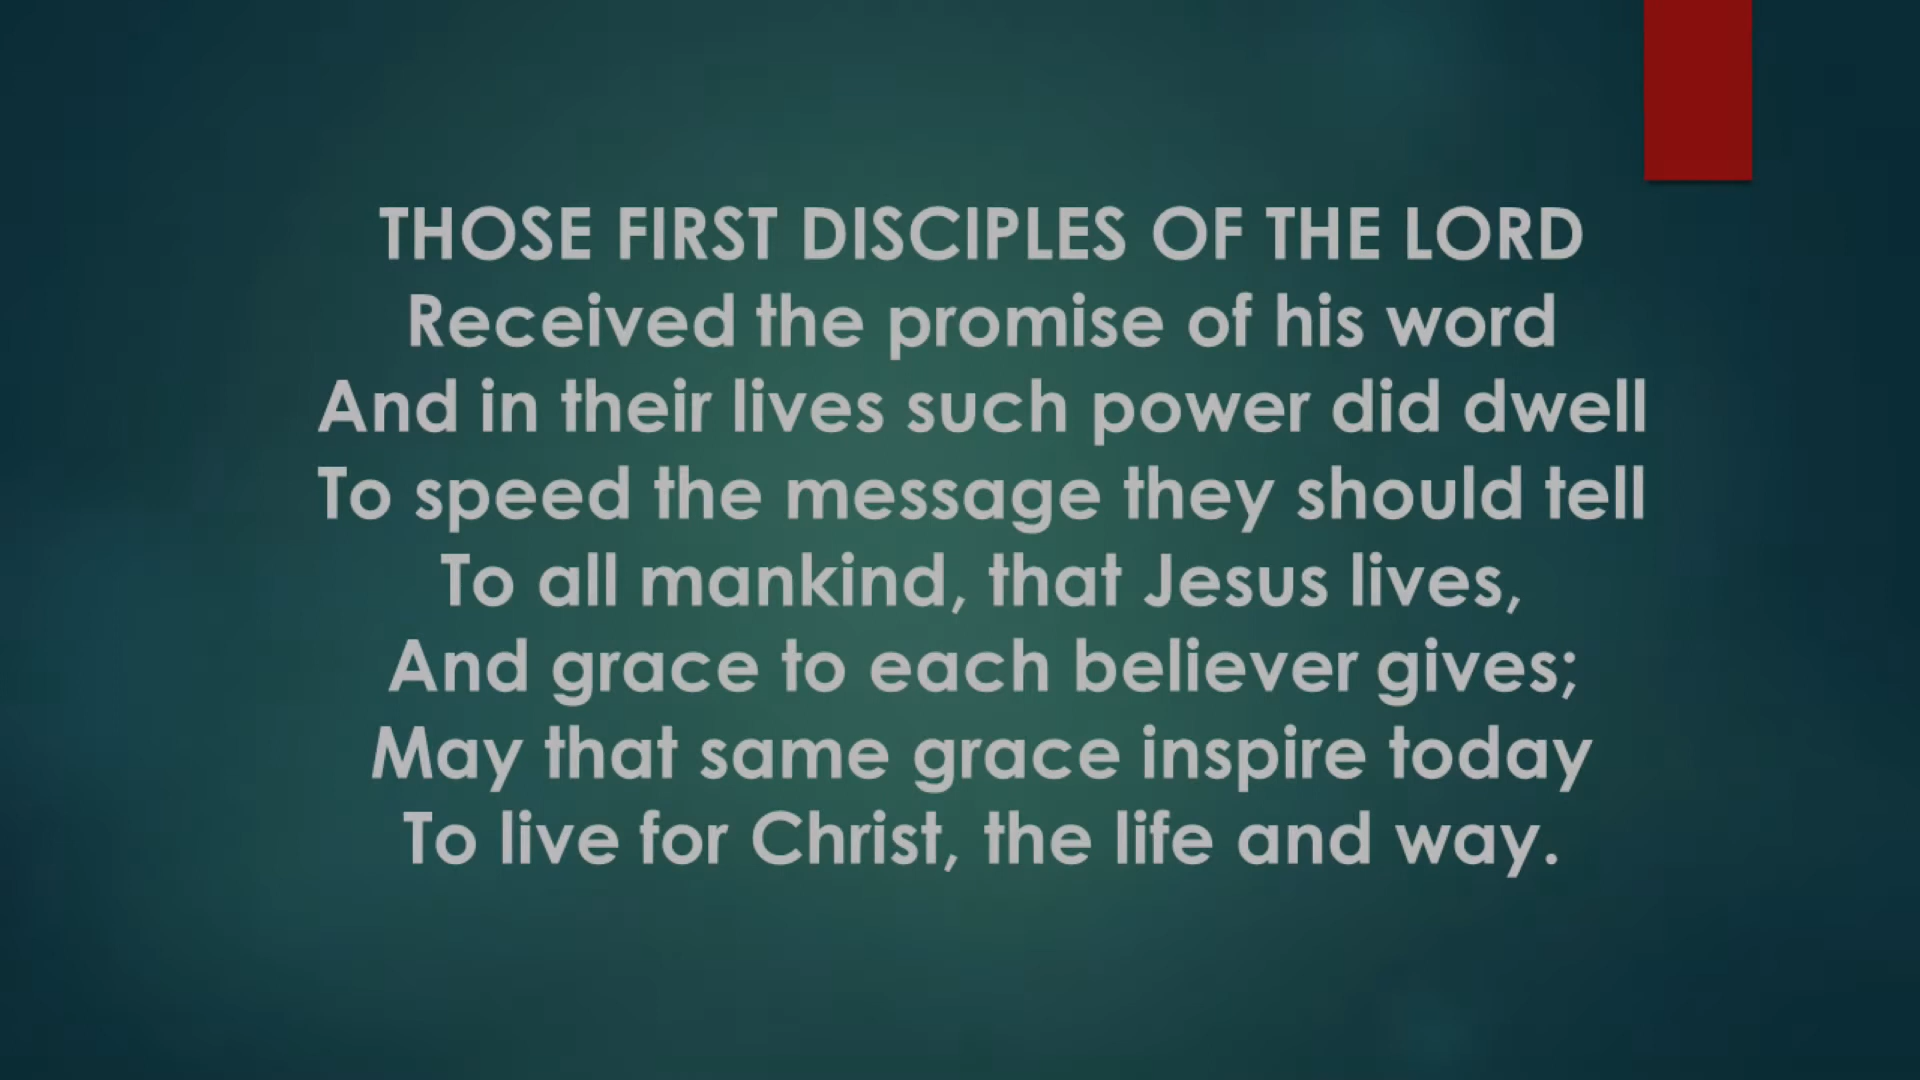 THOSE FIRST DISCIPLES OF THE LORD
Received the promise of his word
And in their lives such power did dwell
To speed the message they should tell
To all mankind, that Jesus lives,
And grace to each believer gives;
May that same grace inspire today
To live for Christ, the life and way.